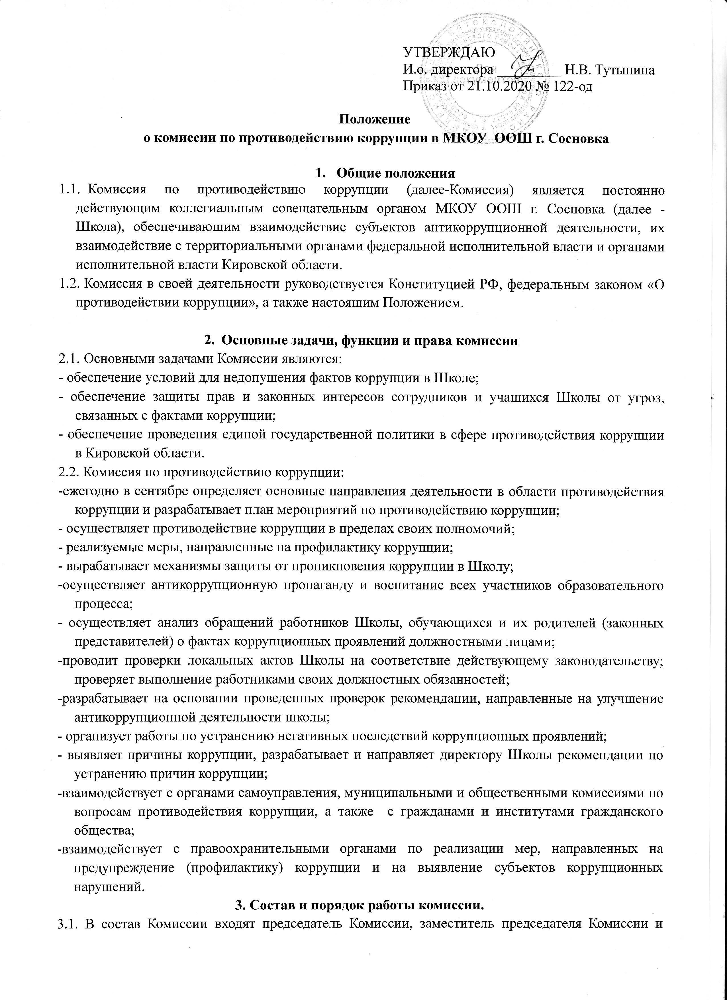 УТВЕРЖДАЮ
И.о. директора __________ Н.В. Тутынина
Приказ от 21.10.2020 № 122-од
Для
документов
Положение
о комиссии по противодействию коррупции в МКОУ ООШ г. Сосновка
1. Общие положения
1.1. Комиссия по противодействию коррупции (далее-Комиссия) является постоянно
действующим коллегиальным совещательным органом МКОУ ООШ г. Сосновка (далее -
Школа), обеспечивающим взаимодействие субъектов антикоррупционной деятельности, их
взаимодействие с территориальными органами федеральной исполнительной власти и органами
исполнительной власти Кировской области.
1.2. Комиссия в своей деятельности руководствуется Конституцией РФ, федеральным законом «О
противодействии коррупции», а также настоящим Положением.
2. Основные задачи, функции и права комиссии
2.1. Основными задачами Комиссии являются:
- обеспечение условий для недопущения фактов коррупции в Школе;
- обеспечение защиты прав и законных интересов сотрудников и учащихся Школы от угроз,
связанных с фактами коррупции;
- обеспечение проведения единой государственной политики в сфере противодействия коррупции
в Кировской области.
2.2. Комиссия по противодействию коррупции:
-ежегодно в сентябре определяет основные направления деятельности в области противодействия
коррупции и разрабатывает план мероприятий по противодействию коррупции;
- осуществляет противодействие коррупции в пределах своих полномочий;
- реализуемые меры, направленные на профилактику коррупции;
- вырабатывает механизмы защиты от проникновения коррупции в Школу;
-осуществляет антикоррупционную пропаганду и воспитание всех участников образовательного
процесса;
- осуществляет анализ обращений работников Школы, обучающихся и их родителей (законных
представителей) о фактах коррупционных проявлений должностными лицами;
-проводит проверки локальных актов Школы на соответствие действующему законодательству;
проверяет выполнение работниками своих должностных обязанностей;
-разрабатывает на основании проведенных проверок рекомендации, направленные на улучшение
антикоррупционной деятельности школы;
- организует работы по устранению негативных последствий коррупционных проявлений;
- выявляет причины коррупции, разрабатывает и направляет директору Школы рекомендации по
устранению причин коррупции;
-взаимодействует с органами самоуправления, муниципальными и общественными комиссиями по
вопросам противодействия коррупции, а также с гражданами и институтами гражданского
общества;
-взаимодействует с правоохранительными органами по реализации мер, направленных на
предупреждение (профилактику) коррупции и на выявление субъектов коррупционных
нарушений.
3. Состав и порядок работы комиссии.
3.1. В состав Комиссии входят председатель Комиссии, заместитель председателя Комиссии и